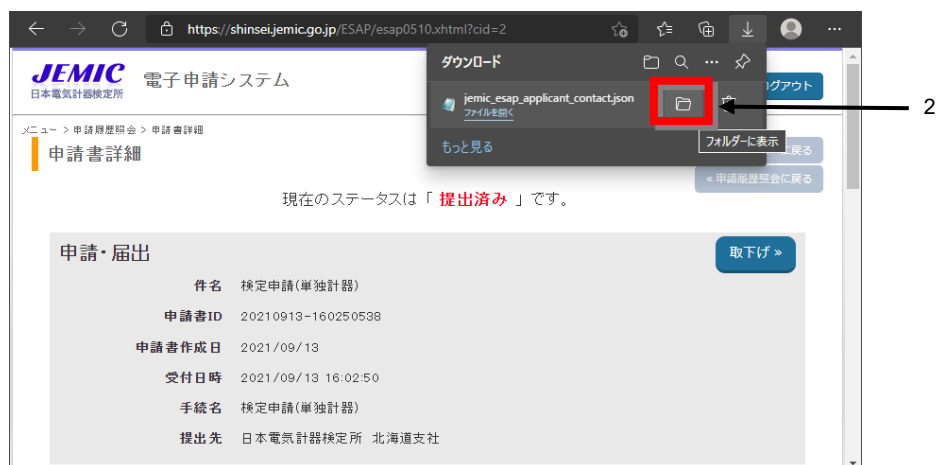 https://shinsei.jemic.go.jp/ESAP/esap0510.xhtml?cid=2
ダウンロード
JEMIC
日本電気計器検定所
電子申請システム
jemic_esap_applicant_contact.json
ファイルを開く
ログアウト
2
もっと見る
フォルダーに表示
メニュー > 申請履歴照会 > 申請書詳細
申請書詳細
に戻る
« 申請履歴照会に戻る
現在のステータスは「 提出済み 」です。
申請・届出
取下げ »
件名 検定申請(単独計器)
申請書ID 20210913-160250538
申請書作成日 2021/09/13
受付日時 2021/09/13 16:02:50
手続名 検定申請(単独計器)
提出先 日本電気計器検定所 北海道支社